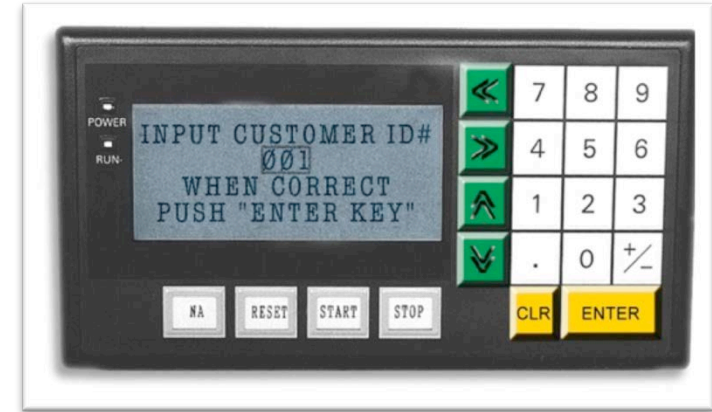 POWER
RUN-
INPUT CUSTOMER ID#
ØØ1
WHEN CORRECT
PUSH "ENTER KEY"
7 8 9
4 5 6
1 2 3
. 0 +/-
NA RESET START STOP
CLR ENTER